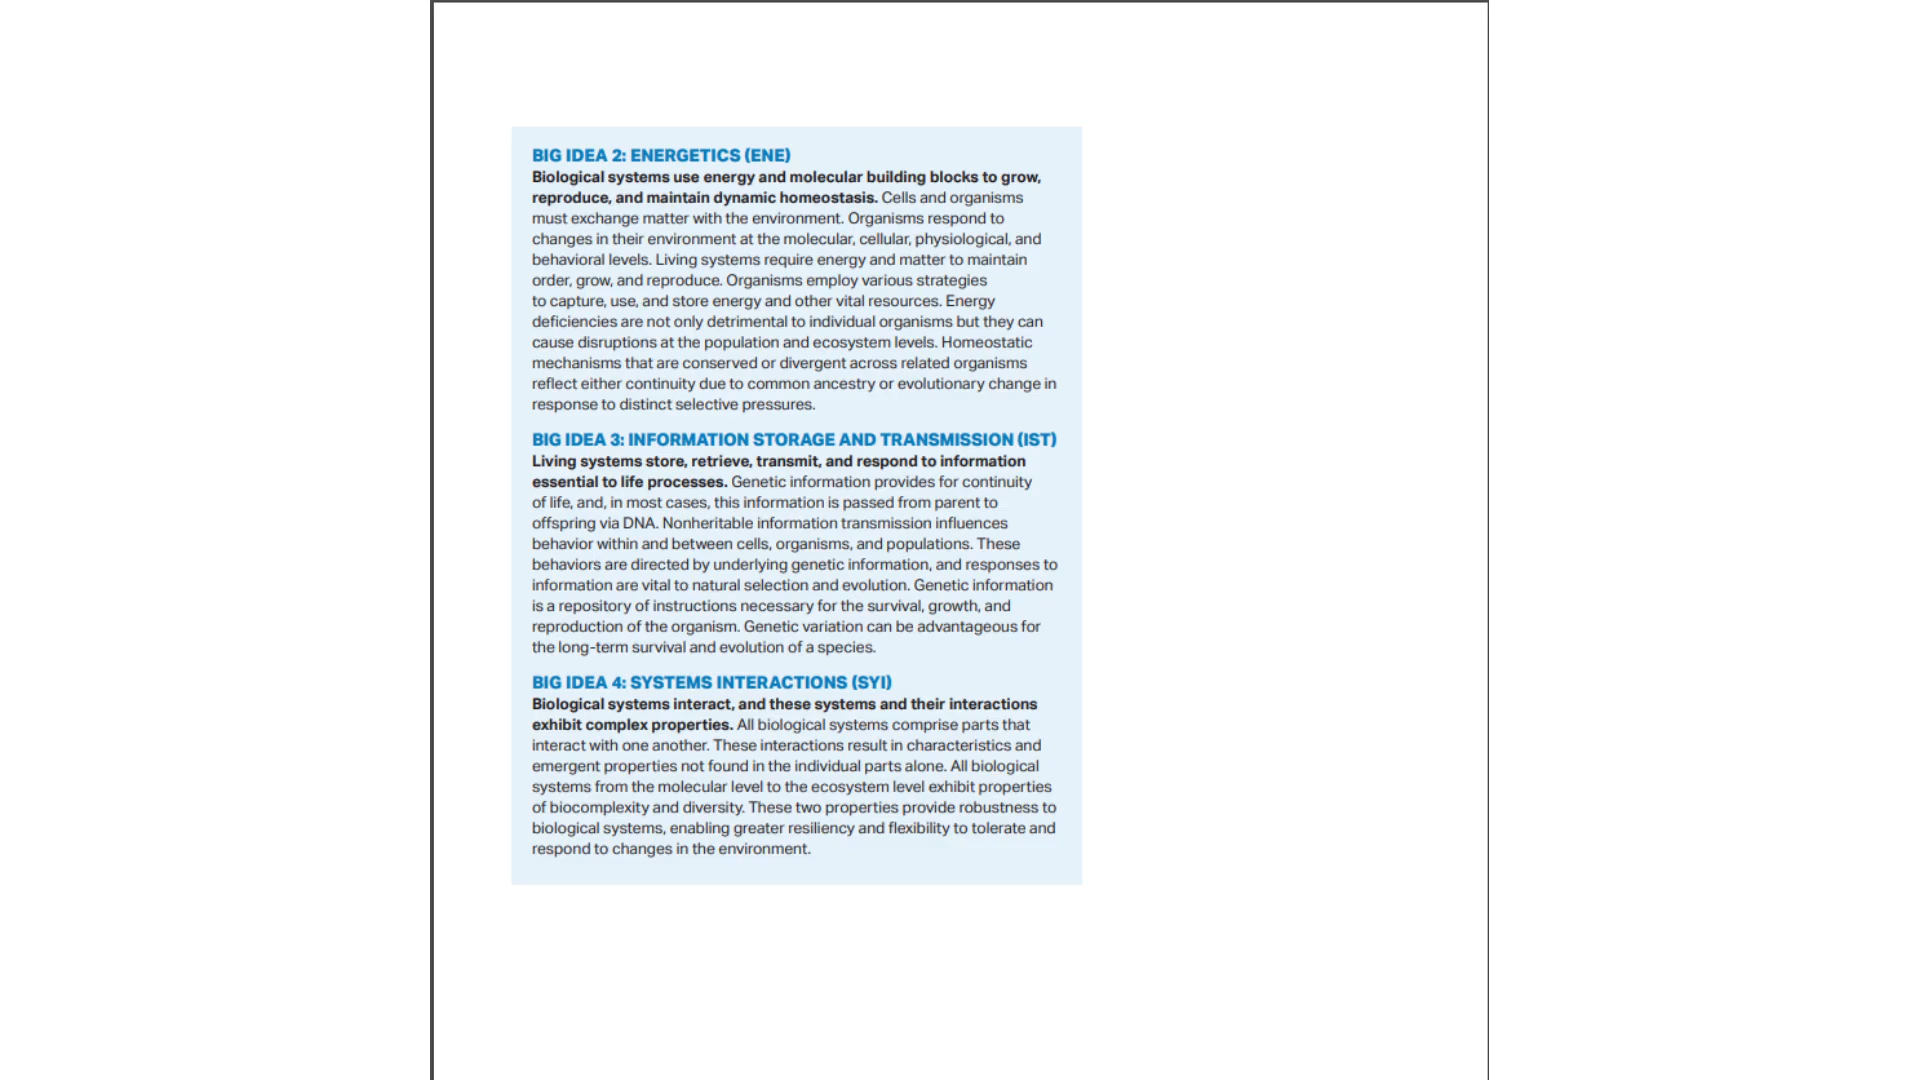 BIG IDEA 2: ENERGETICS (ENE)
Biological systems use energy and molecular building blocks to grow,
reproduce, and maintain dynamic homeostasis. Cells and organisms
must exchange matter with the environment. Organisms respond to
changes in their environment at the molecular, cellular, physiological, and
behavioral levels. Living systems require energy and matter to maintain
order, grow, and reproduce. Organisms employ various strategies
to capture, use, and store energy and other vital resources. Energy
deficiencies are not only detrimental to individual organisms but they can
cause disruptions at the population and ecosystem levels. Homeostatic
mechanisms that are conserved or divergent across related organisms
reflect either continuity due to common ancestry or evolutionary change in
response to distinct selective pressures.
BIG IDEA 3: INFORMATION STORAGE AND TRANSMISSION (IST)
Living systems store, retrieve, transmit, and respond to information
essential to life processes. Genetic information provides for continuity
of life, and, in most cases, this information is passed from parent to
offspring via DNA. Nonheritable information transmission influences
behavior within and between cells, organisms, and populations. These
behaviors are directed by underlying genetic information, and responses to
information are vital to natural selection and evolution. Genetic information
is a repository of instructions necessary for the survival, growth, and
reproduction of the organism. Genetic variation can be advantageous for
the long-term survival and evolution of a species.
BIG IDEA 4: SYSTEMS INTERACTIONS (SYI)
Biological systems interact, and these systems and their interactions
exhibit complex properties. All biological systems comprise parts that
interact with one another. These interactions result in characteristics and
emergent properties not found in the individual parts alone. All biological
systems from the molecular level to the ecosystem level exhibit properties
of biocomplexity and diversity. These two properties provide robustness to
biological systems, enabling greater resiliency and flexibility to tolerate and
respond to changes in the environment.